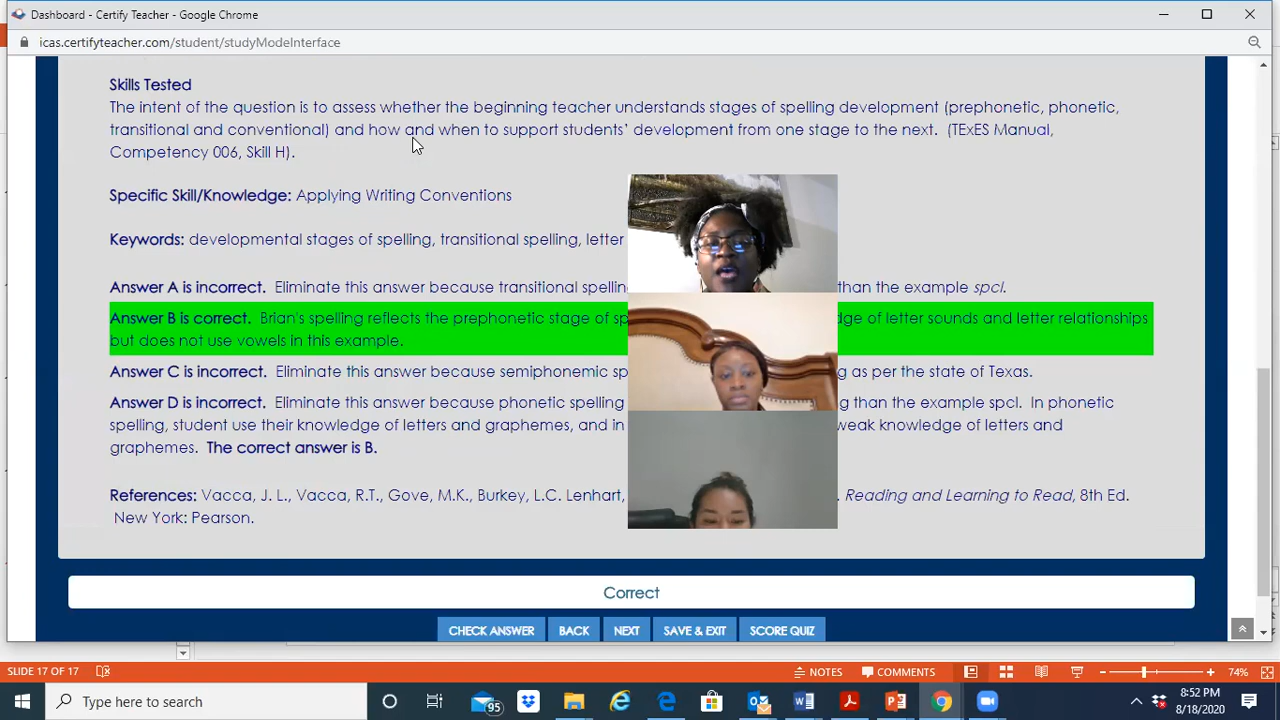 Dashboard - Certify Teacher - Google Chrome
icas.certifyteacher.com/student/studyModeInterface
Skills Tested
The intent of the question is to assess whether the beginning teacher understands stages of spelling development (prephonetic, phonetic,
transitional and conventional) and how and when to support students' development from one stage to the next. (TExES Manual,
Competency 006, Skill H).
Specific Skill/Knowledge: Applying Writing Conventions
Keywords: developmental stages of spelling, transitional spelling, letter
Answer A is incorrect. Eliminate this answer because transitional spellin than the example spcl.
Answer B is correct. Brian's spelling reflects the prephonetic stage of sp dge of letter sounds and letter relationships
but does not use vowels in this example.
Answer C is incorrect. Eliminate this answer because semiphonemic sp g as per the state of Texas.
Answer D is incorrect. Eliminate this answer because phonetic spelling ing than the example spcl. In phonetic
spelling, student use their knowledge of letters and graphemes, and in weak knowledge of letters and
graphemes. The correct answer is B.
References: Vacca, J. L., Vacca, R.T., Gove, M.K., Burkey, L.C. Lenhart, Reading and Learning to Read, 8th Ed.
New York: Pearson.
Correct
CHECK ANSWER BACK NEXT SAVE & EXIT SCORE QUIZ
SLIDE 17 OF 17 NOTES COMMENTS 74%
Type here to search 95 8:52 PM
8/18/2020